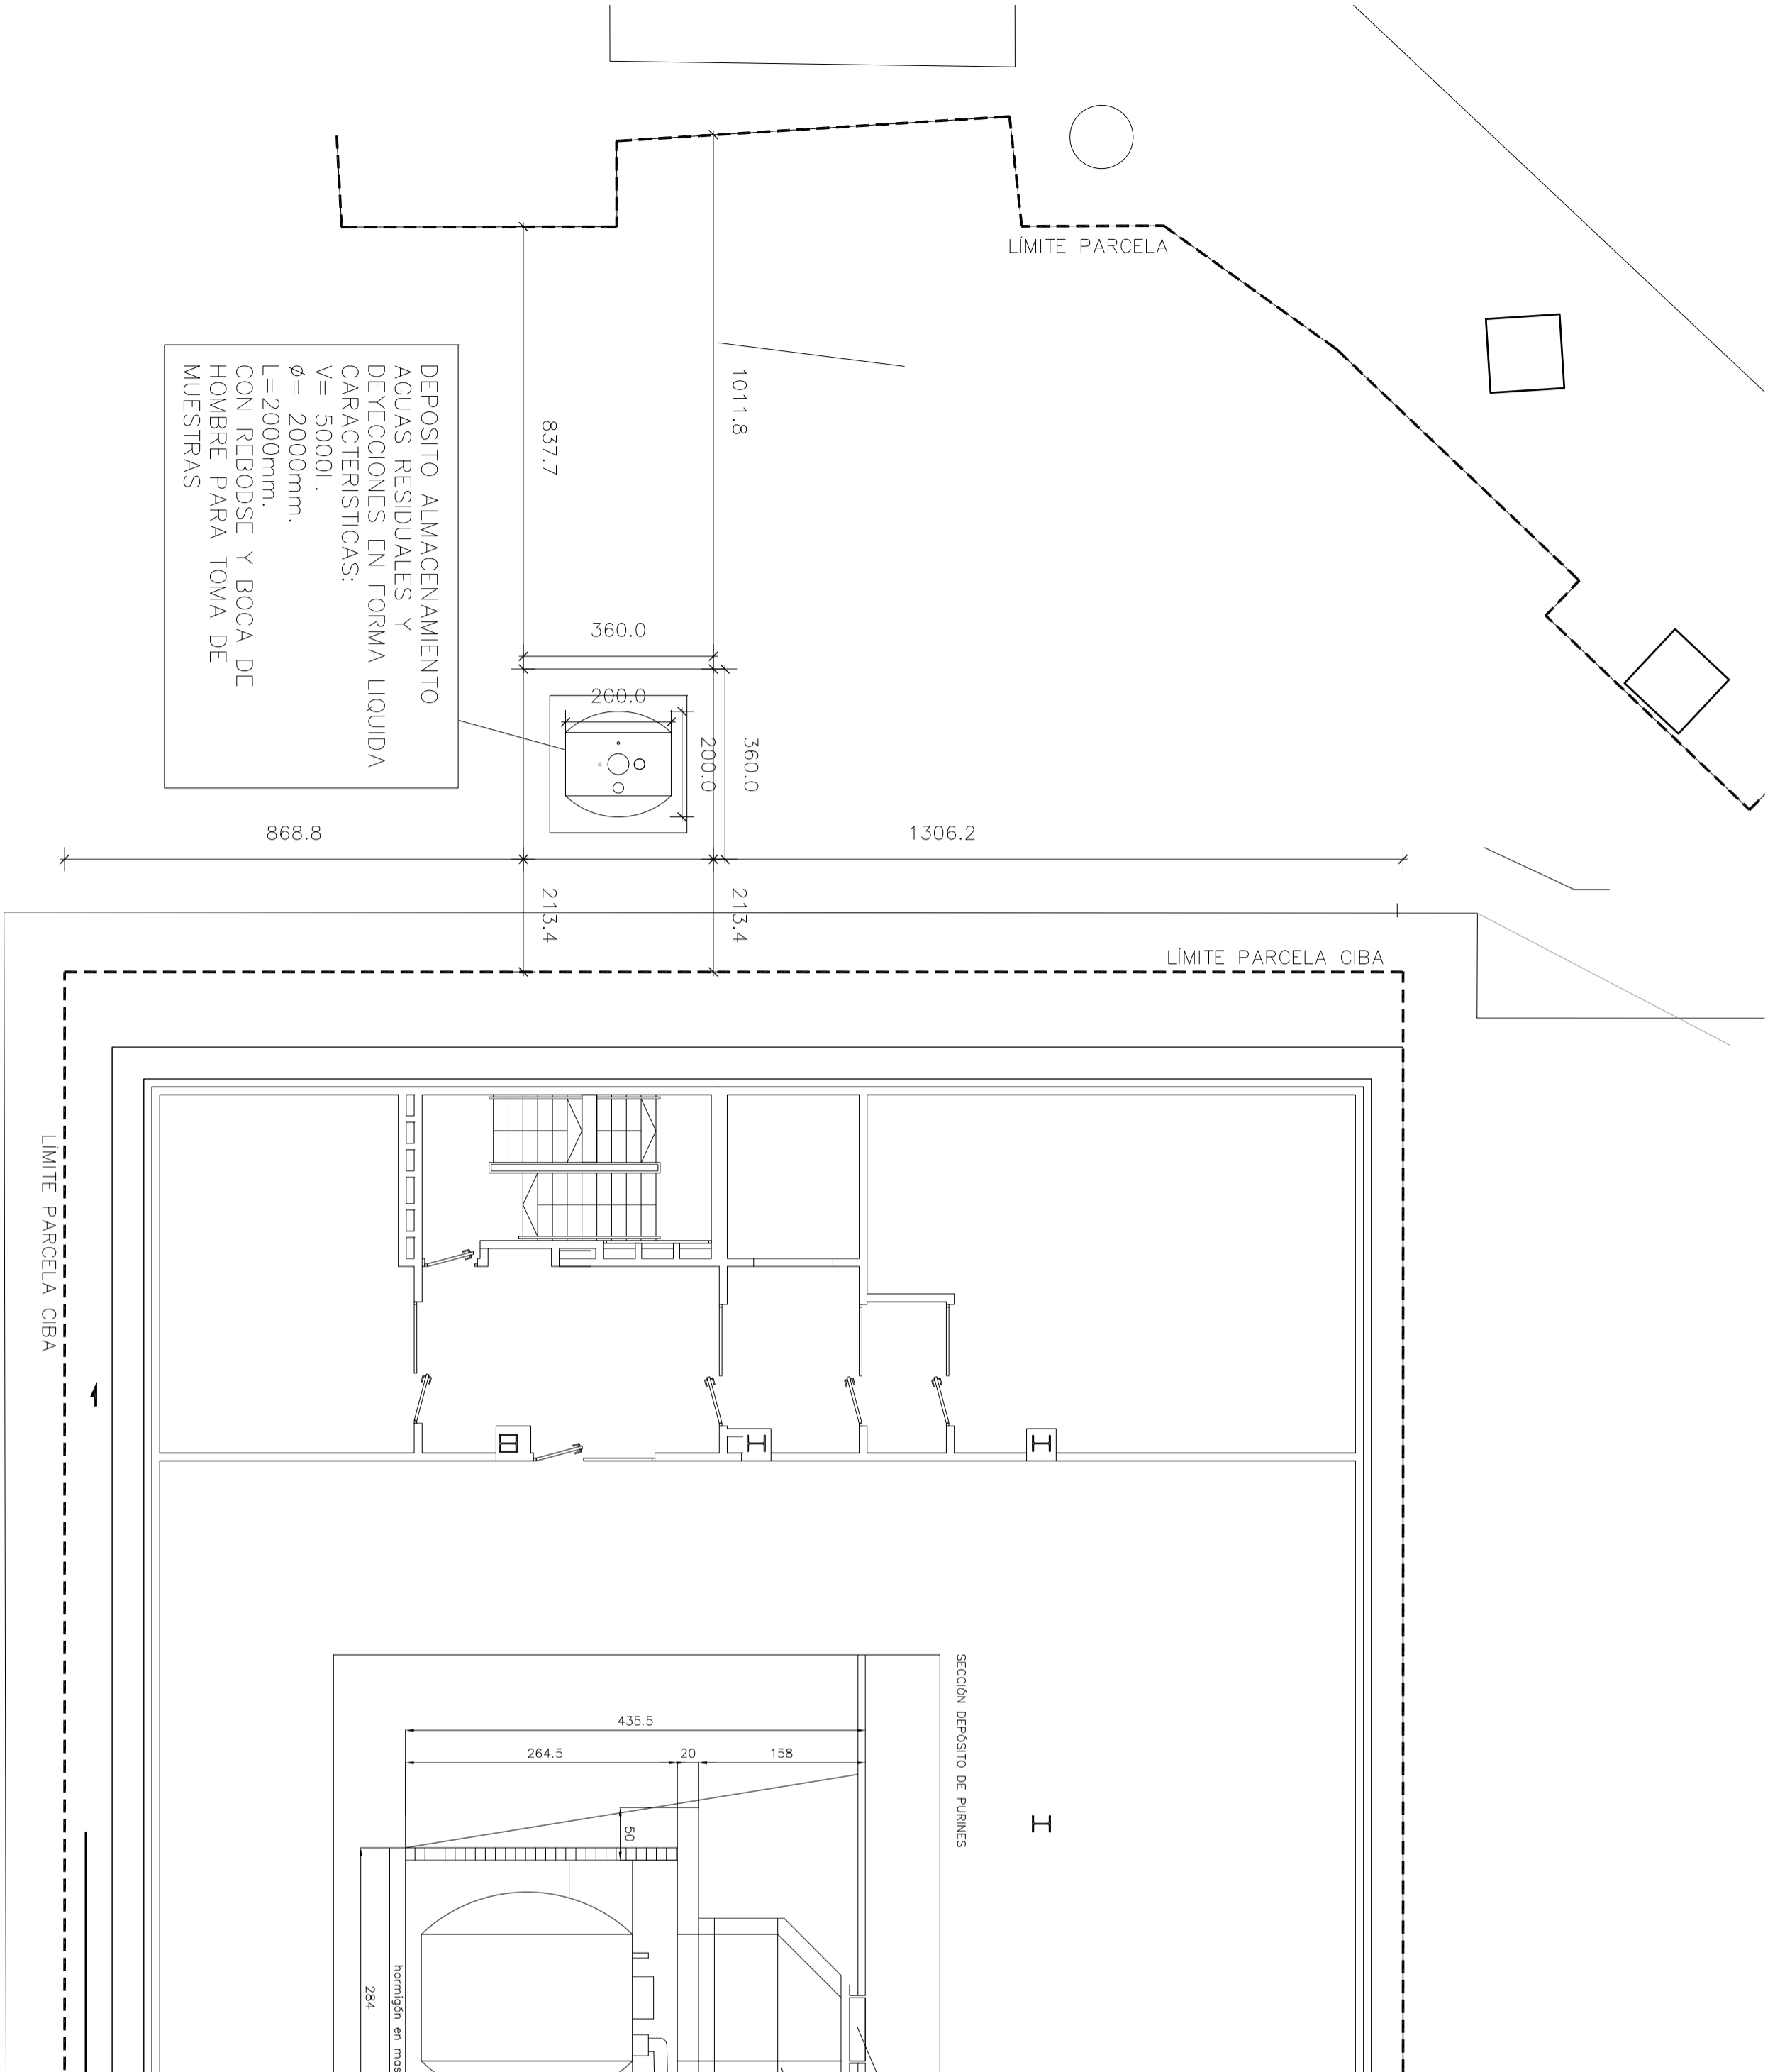 LÍMITE PARCELA
1011.8
837.7
DEPOSITO ALMACENAMIENTO
AGUAS RESIDUALES Y
DEYECCIONES EN FORMA LIQUIDA
CARACTERISTICAS:
V= 5000L.
Ø= 2000mm.
L=2000mm.
CON REBODSE Y BOCA DE
HOMBRE PARA TOMA DE
MUESTRAS
360.0
200.0
200.0
360.0
868.8
1306.2
213.4
213.4
LÍMITE PARCELA CIBA
LÍMITE PARCELA CIBA
SECCIÓN DEPÓSITO DE PURINES
435.5
264.5
20
158
50
284
hormigón en mas